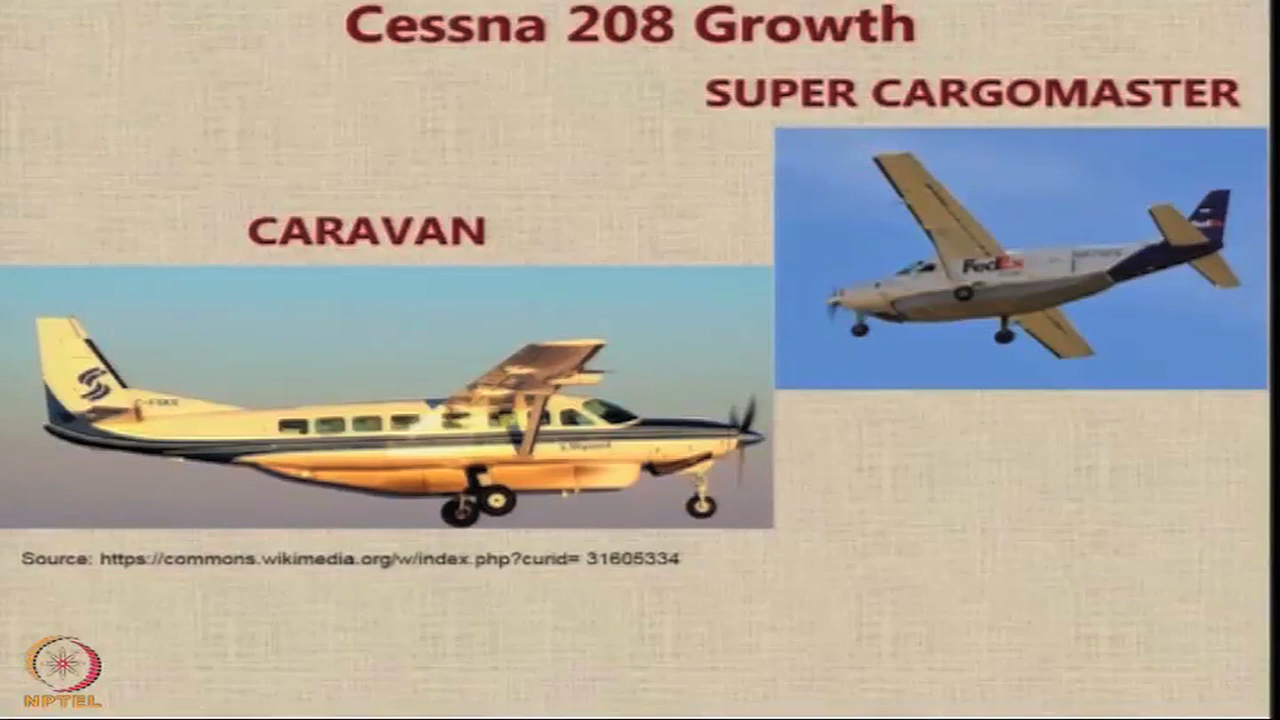 Cessna 208 Growth
SUPER CARGOMASTER
CARAVAN
FedEx
Source: https://commons.wikimedia.org/w/index.php?curid= 31605334
NPTEL